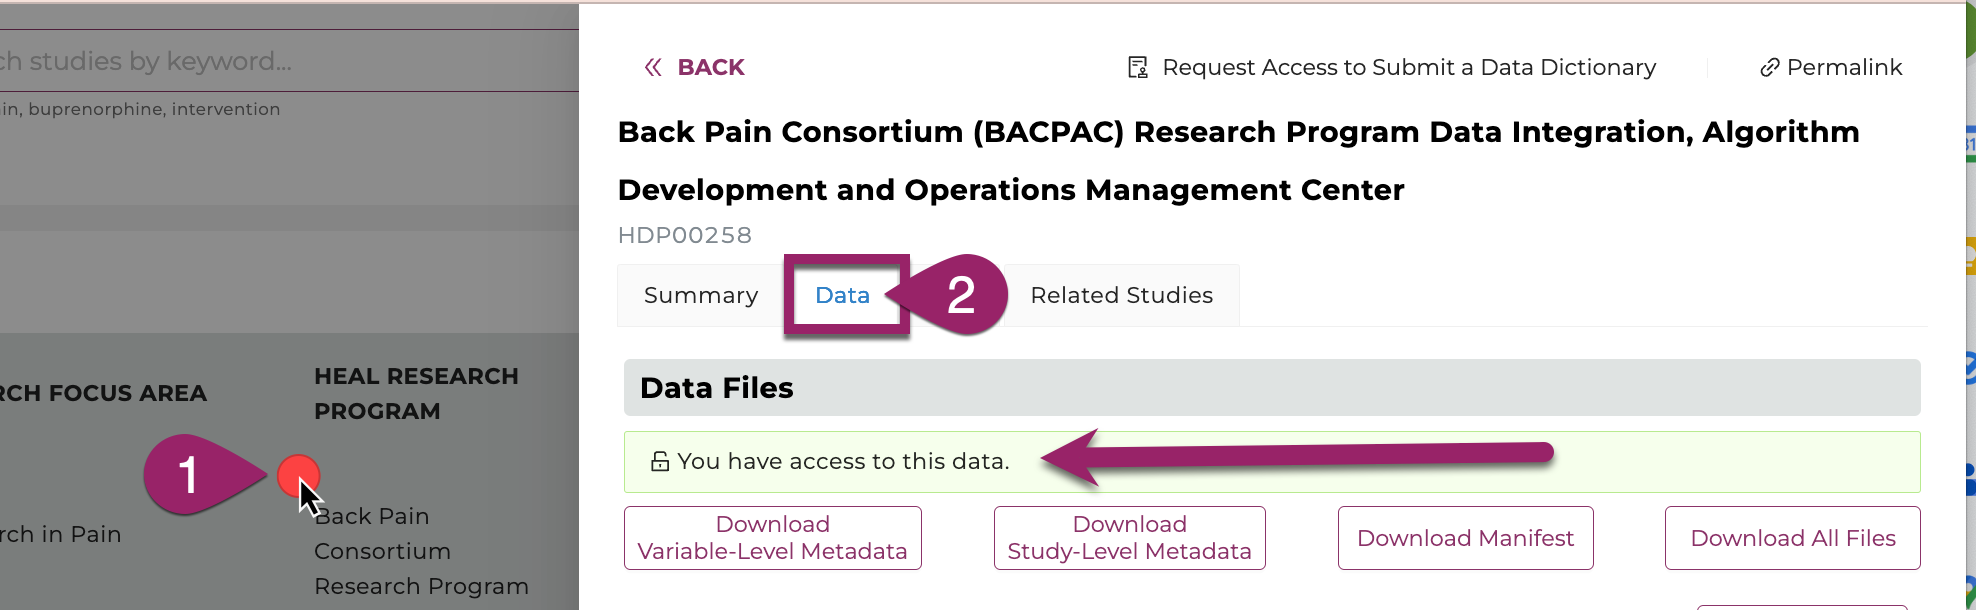 ch studies by keyword...
in, buprenorphine, intervention
RCH FOCUS AREA
HEAL RESEARCH
PROGRAM
1
rch in Pain
Back Pain
Consortium
Research Program
BACK
Request Access to Submit a Data Dictionary
Permalink
Back Pain Consortium (BACPAC) Research Program Data Integration, Algorithm
Development and Operations Management Center
HDP00258
Summary
Data
2
Related Studies
Data Files
You have access to this data.
Download
Variable-Level Metadata
Download
Study-Level Metadata
Download Manifest
Download All Files
31